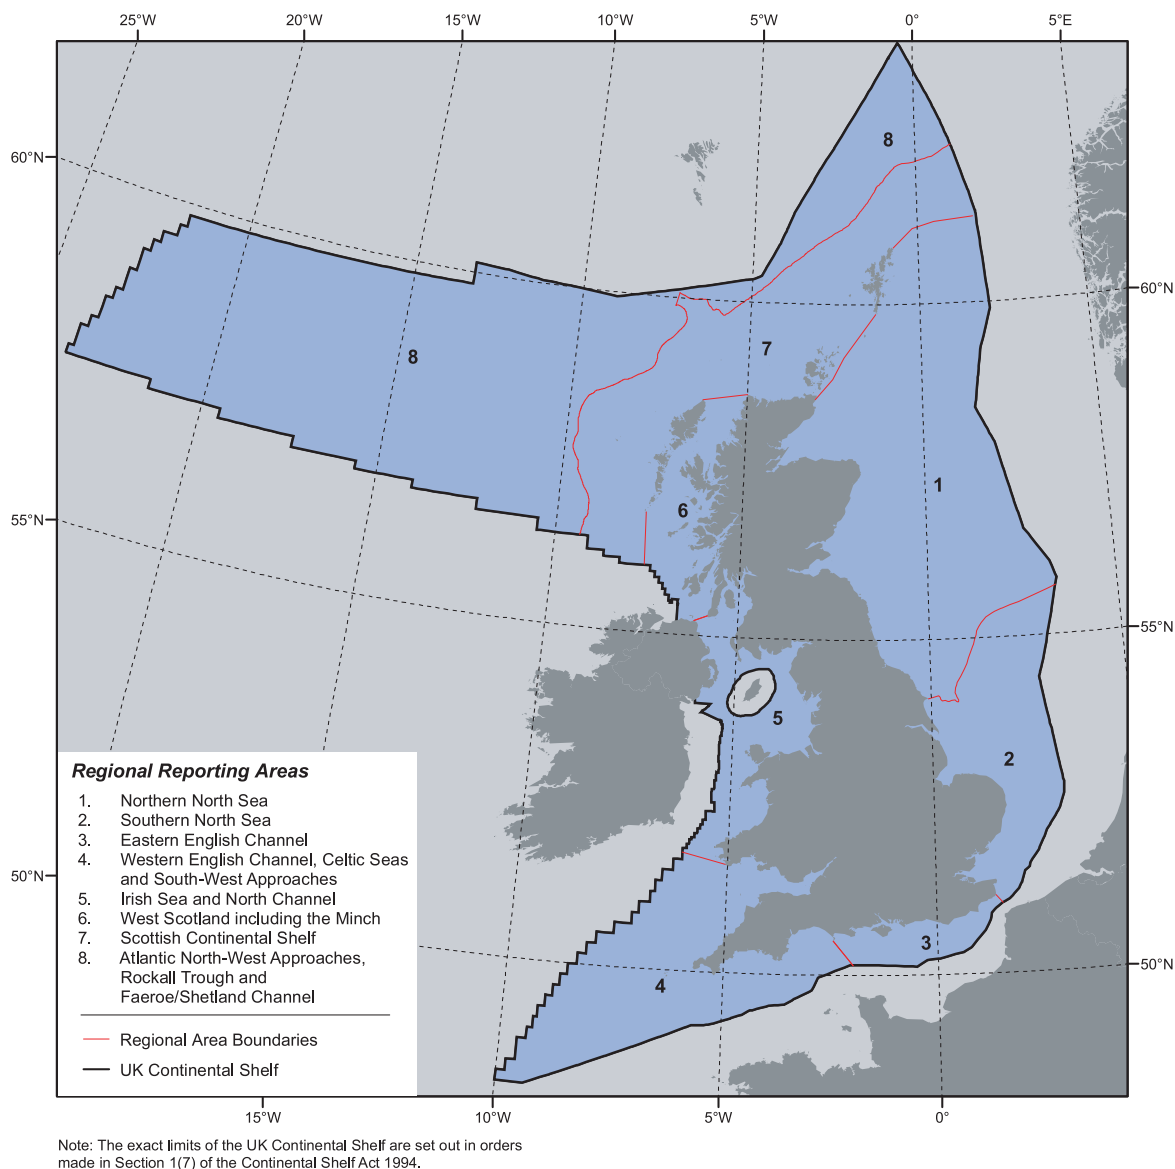 25°W 20°W 15°W 10°W 5°W 0° 5°E
8
60°N
60°N
8
7
1
6
55°N
55°N
5
2
Regional Reporting Areas
1. Northern North Sea
2. Southern North Sea
3. Eastern English Channel
4. Western English Channel, Celtic Seas
and South-West Approaches
5. Irish Sea and North Channel
6. West Scotland including the Minch
7. Scottish Continental Shelf
8. Atlantic North-West Approaches,
Rockall Trough and
Faeroe/Shetland Channel
Regional Area Boundaries
UK Continental Shelf
50°N
3
50°N
4
15°W 10°W 5°W 0°
Note: The exact limits of the UK Continental Shelf are set out in orders
made in Section 1(7) of the Continental Shelf Act 1994.